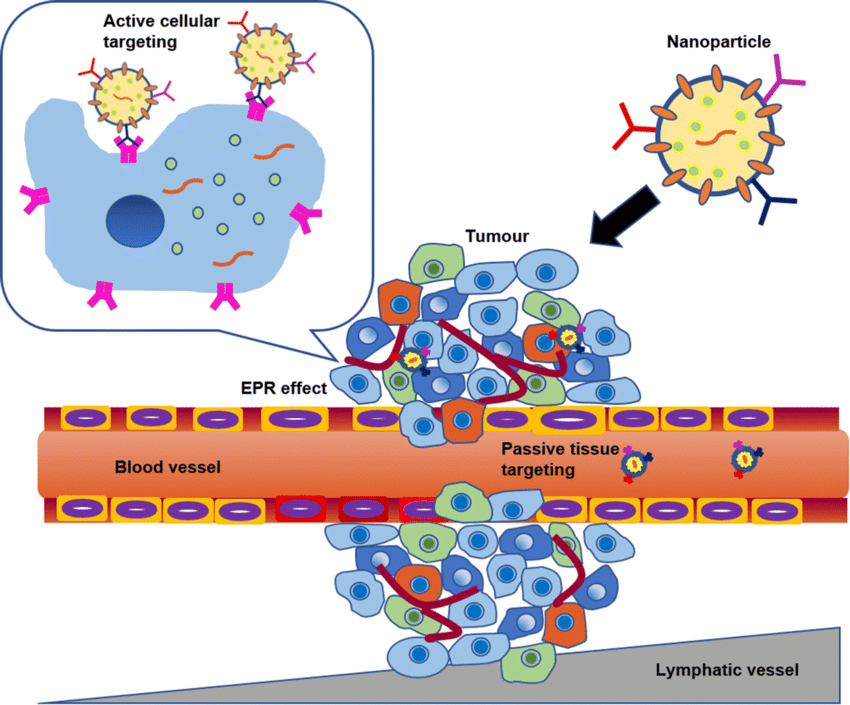 Active cellular
targeting
Nanoparticle
Tumour
EPR effect
Passive tissue
targeting
Blood vessel
Lymphatic vessel